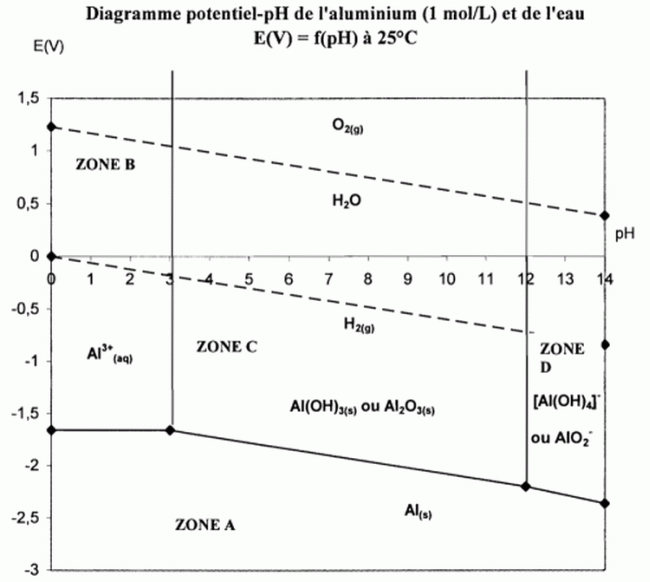 Diagramme potentiel-pH de l'aluminium (1 mol/L) et de l'eau
E(V) = f(pH) à 25°C
E(V)
1,5
O₂(g)
1
ZONE B
0,5
H₂O
pH
0
0 1 2 3 4 5 6 7 8 9 10 11 12 13 14
-0,5
H₂(g)
ZONE C
ZONE
D
-1
Al³⁺(aq)
Al(OH)₃(s) ou Al₂O₃(s)
[Al(OH)₄]⁻
-1,5
ou AlO₂⁻
-2
-2,5
ZONE A
Al(s)
-3